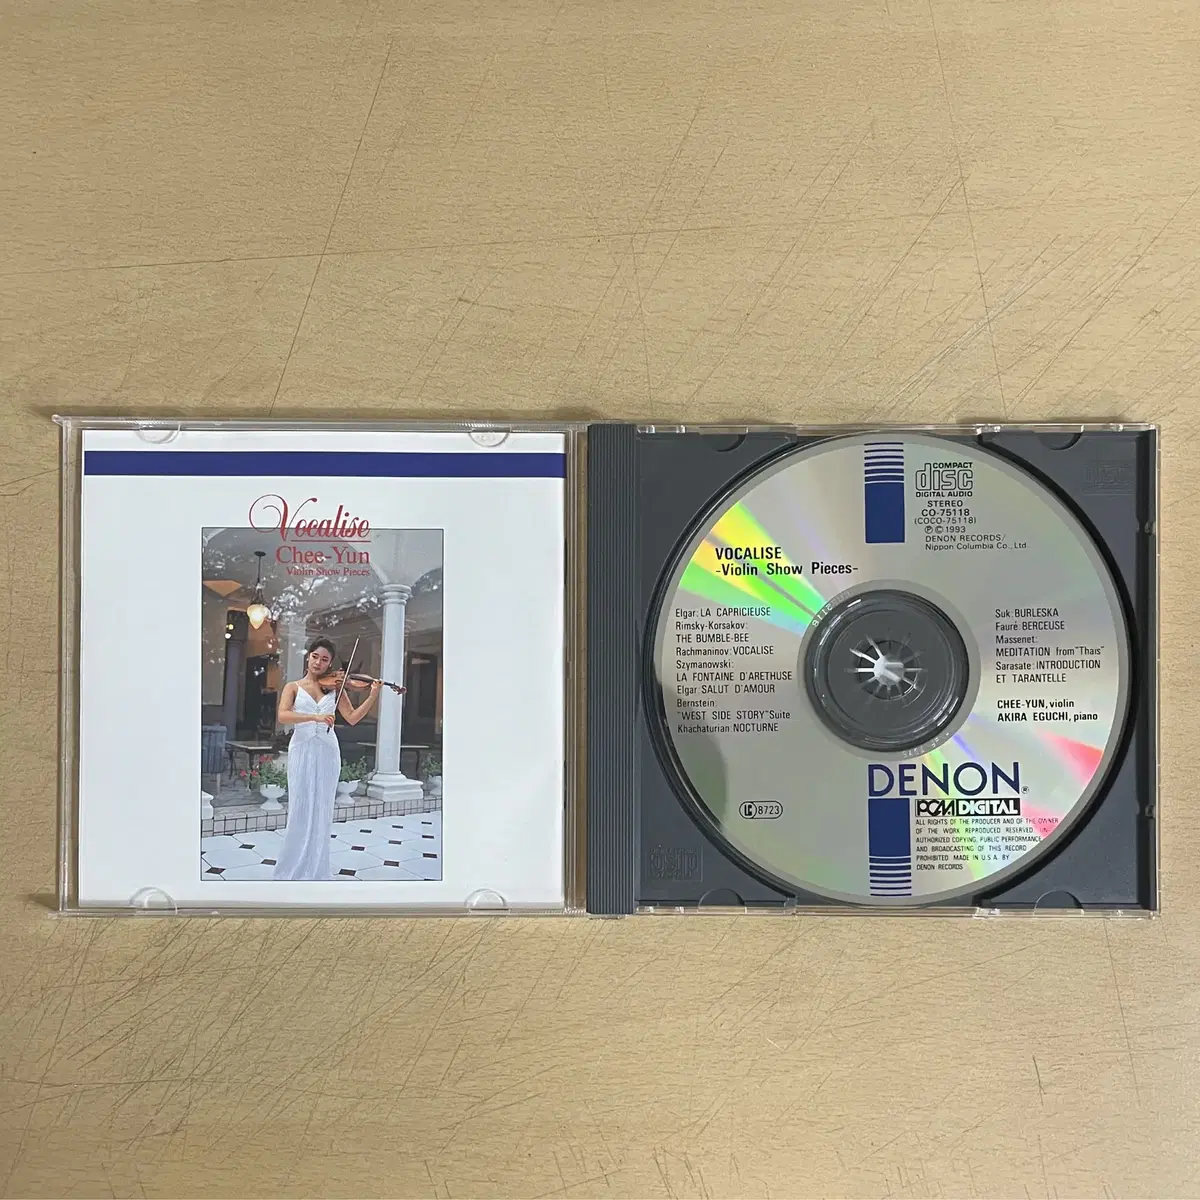 Vocalise
Chee-Yun
Violin Show Pieces
COMPACT
disc
DIGITAL AUDIO
STEREO
CO-75118
(COCO-75118)
Ⓟ © 1993
DENON RECORDS/
Nippon Columbia Co., Ltd.
VOCALISE
-Violin Show Pieces-
Elgar: LA CAPRICIEUSE
Rimsky-Korsakov:
THE BUMBLE-BEE
Rachmaninov: VOCALISE
Szymanowski:
LA FONTAINE D'ARETHUSE
Elgar: SALUT D'AMOUR
Bernstein:
"WEST SIDE STORY" Suite
Khachaturian: NOCTURNE
Suk: BURLESKA
Fauré: BERCEUSE
Massenet:
MEDITATION from "Thais"
Sarasate: INTRODUCTION
ET TARANTELLE
CHEE-YUN, violin
AKIRA EGUCHI, piano
LC 8723
DENON®
PCM DIGITAL
ALL RIGHTS OF THE PRODUCER AND OF THE OWNER
OF THE WORK REPRODUCED RESERVED UN-
AUTHORIZED COPYING, PUBLIC PERFORMANCE
AND BROADCASTING OF THIS RECORD
PROHIBITED MADE IN U.S.A. BY
DENON RECORDS